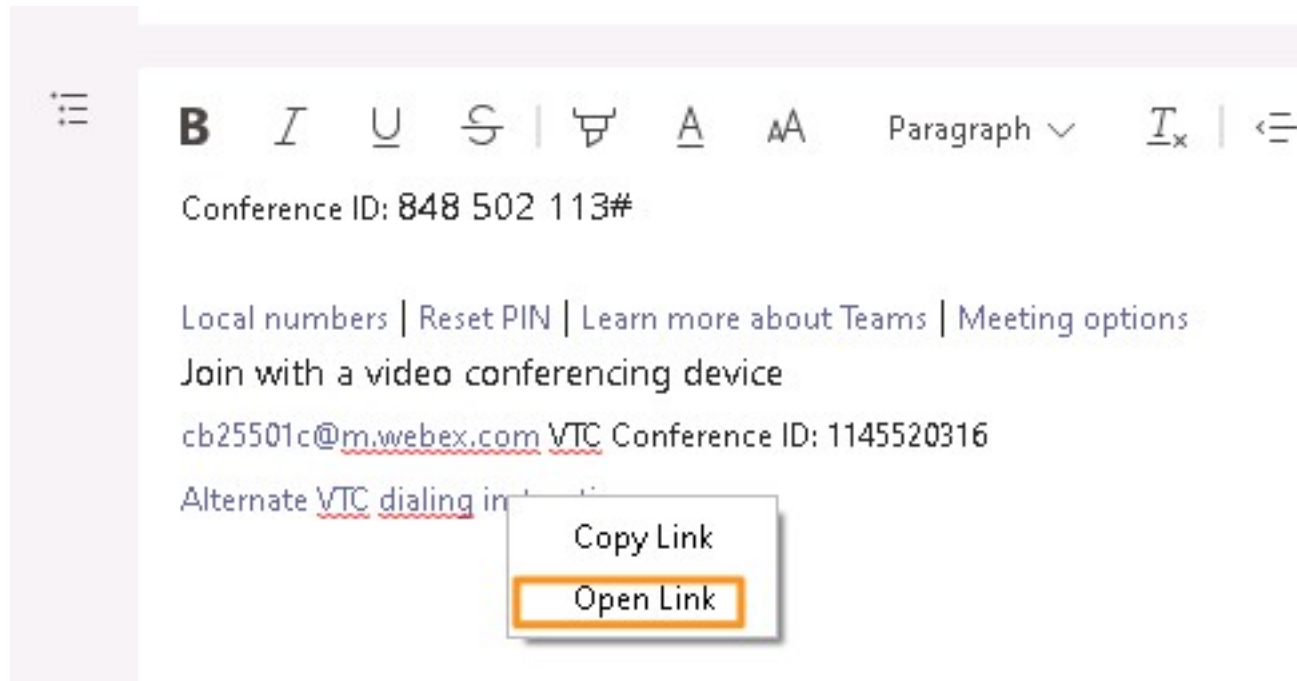 B I U S A AA Paragraph
Conference ID: 848 502 113#
Local numbers | Reset PIN | Learn more about Teams | Meeting options
Join with a video conferencing device
cb25501c@m.webex.com VTC Conference ID: 1145520316
Alternate VTC dialing
Copy Link
Open Link